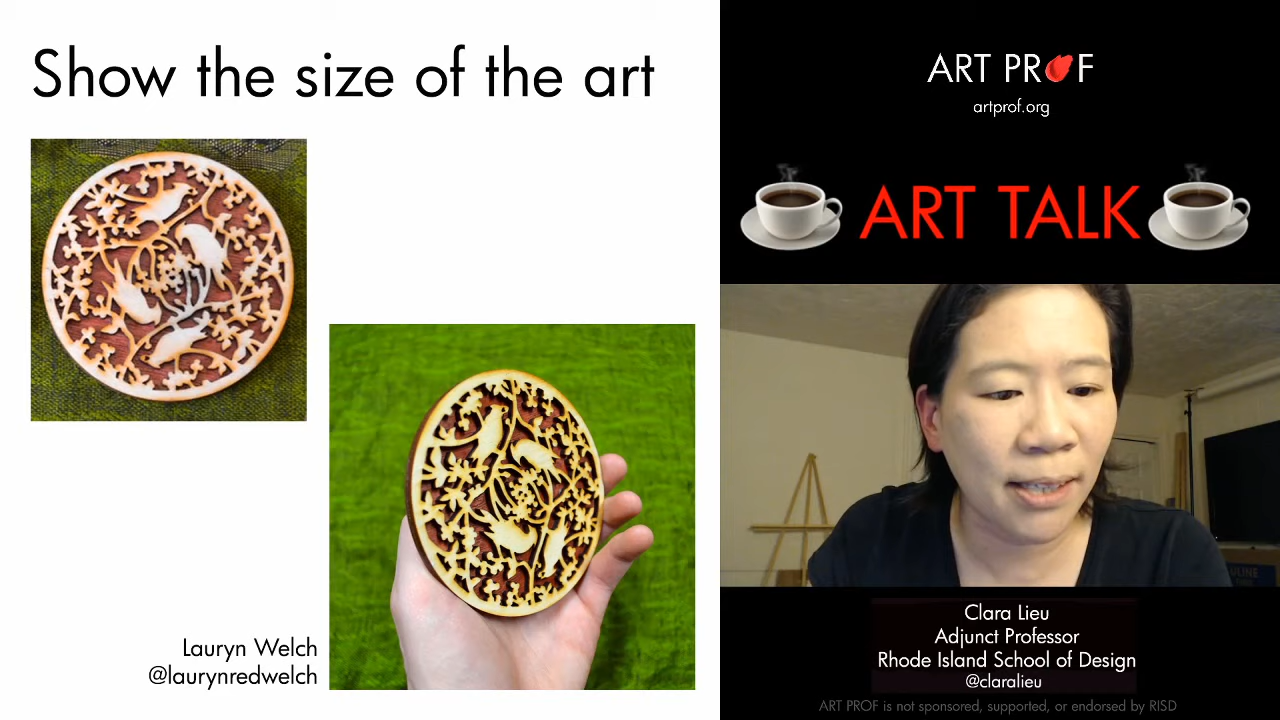 Show the size of the art
Lauryn Welch
@laurynredwelch
ART PROF
artprof.org
ART TALK
Clara Lieu
Adjunct Professor
Rhode Island School of Design
@claralieu
ART PROF is not sponsored, supported, or endorsed by RISD